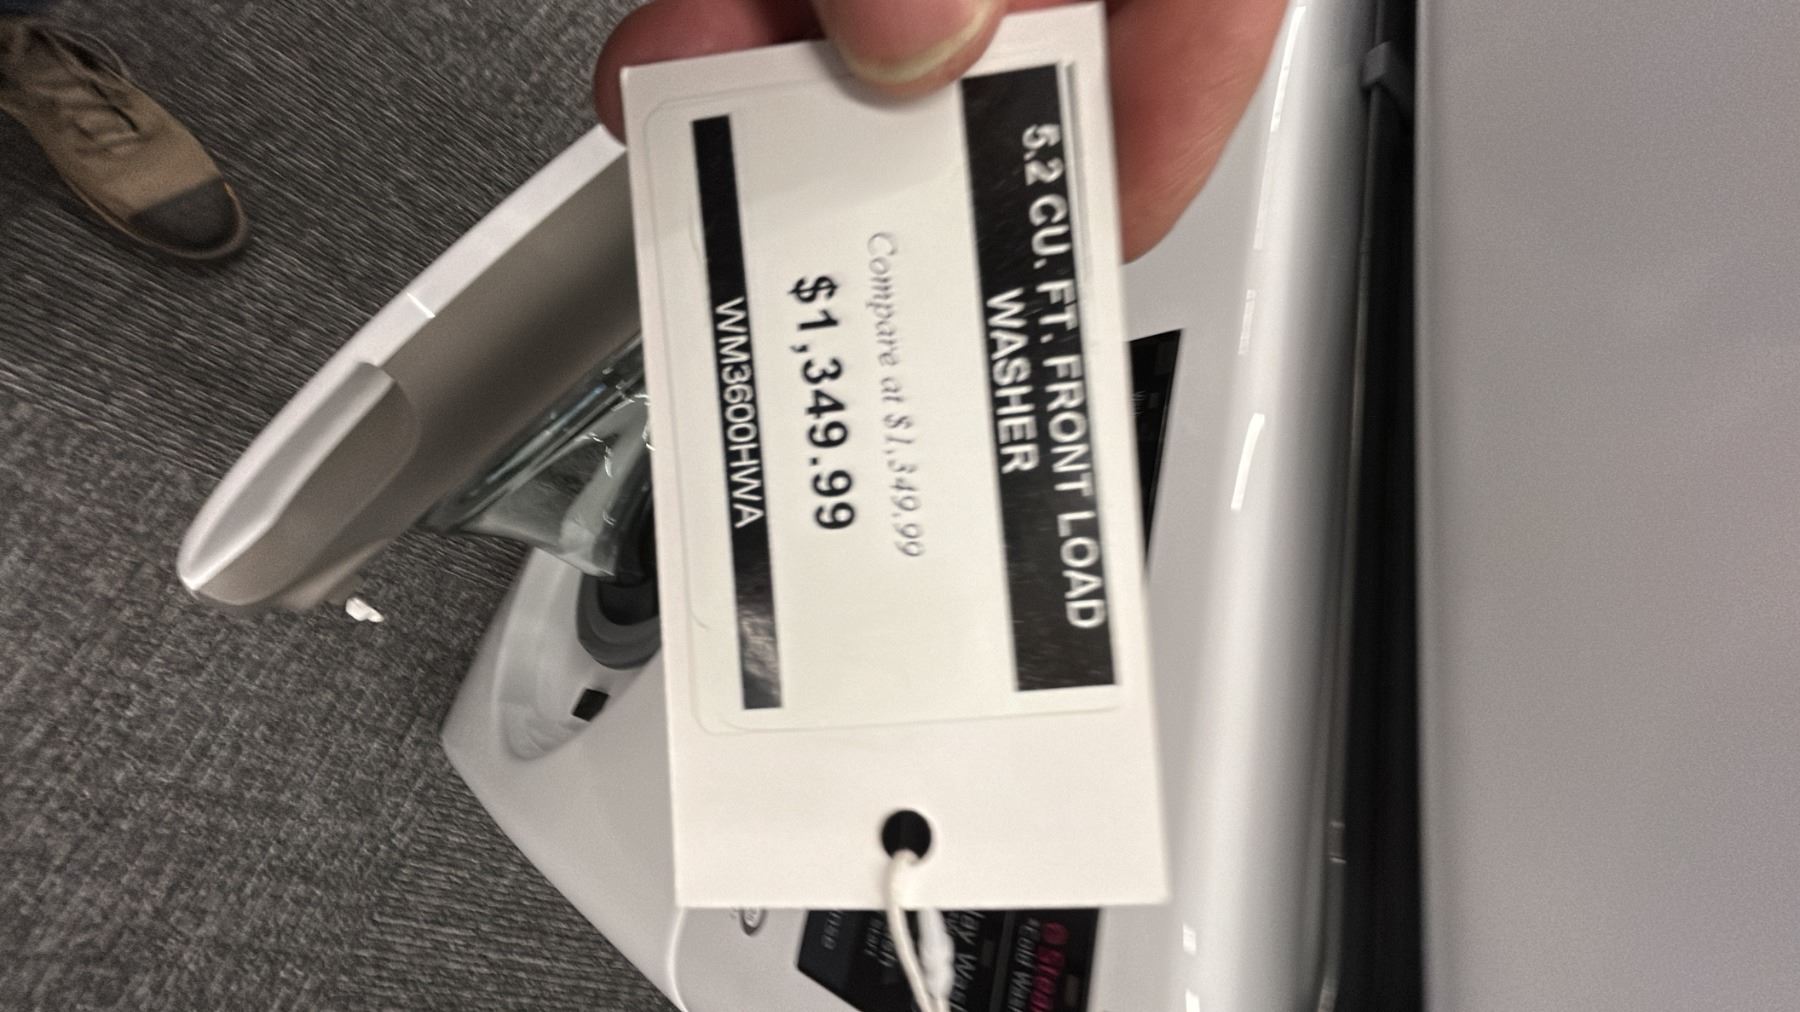 5.2 CU. FT. FRONT LOAD
WASHER
Compare at $1,349.99
$1,349.99
WM3600HWA